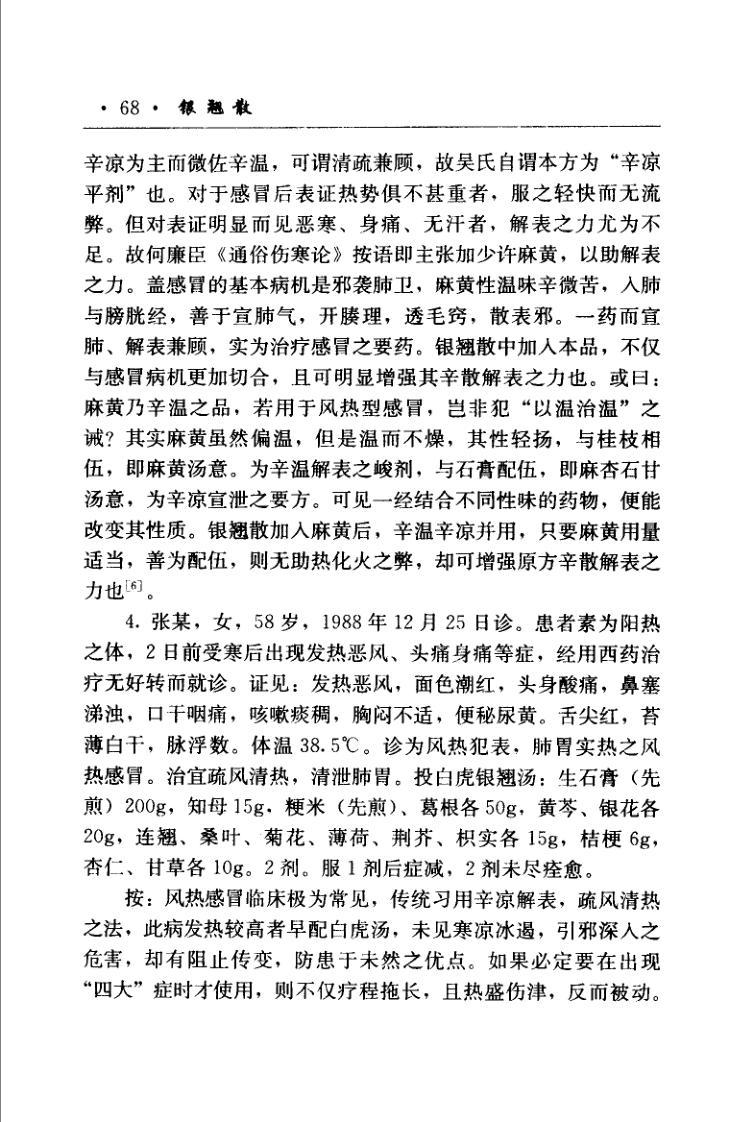 ·68· 银翘散
辛凉为主而微佐辛温，可谓清疏兼顾，故吴氏自谓本方为“辛凉
平剂”也。对于感冒后表证热势俱不甚重者，服之轻快而无流
弊。但对表证明显而见恶寒、身痛、无汗者，解表之力尤为不
足。故何廉臣《通俗伤寒论》按语即主张加少许麻黄，以助解表
之力。盖感冒的基本病机是邪袭肺卫，麻黄性温味辛微苦，入肺
与膀胱经，善于宣肺气，开腠理，透毛窍，散表邪。一药而宣
肺、解表兼顾，实为治疗感冒之要药。银翘散中加入本品，不仅
与感冒病机更加切合，且可明显增强其辛散解表之力也。或曰：
麻黄乃辛温之品，若用于风热型感冒，岂非犯“以温治温”之
诫？其实麻黄虽然偏温，但是温而不燥，其性轻扬，与桂枝相
伍，即麻黄汤意。为辛温解表之峻剂，与石膏配伍，即麻杏石甘
汤意，为辛凉宣泄之要方。可见一经结合不同性味的药物，便能
改变其性质。银翘散加入麻黄后，辛温辛凉并用，只要麻黄用量
适当，善为配伍，则无助热化火之弊，却可增强原方辛散解表之
力也[6]。
4. 张某，女，58岁，1988年12月25日诊。患者素为阳热
之体，2日前受寒后出现发热恶风、头痛身痛等症，经用西药治
疗无好转而就诊。证见：发热恶风，面色潮红，头身酸痛，鼻塞
涕浊，口干咽痛，咳嗽痰稠，胸闷不适，便秘尿黄。舌尖红，苔
薄白干，脉浮数。体温38.5℃。诊为风热犯表，肺胃实热之风
热感冒。治宜疏风清热，清泄肺胃。投白虎银翘汤：生石膏（先
煎）200g，知母15g，粳米（先煎）、葛根各50g，黄芩、银花各
20g，连翘、桑叶、菊花、薄荷、荆芥、枳实各15g，桔梗6g，
杏仁、甘草各10g。2剂。服1剂后症减，2剂未尽痊愈。
按：风热感冒临床极为常见，传统习用辛凉解表，疏风清热
之法，此病发热较高者早配白虎汤，未见寒凉冰遏，引邪深入之
危害，却有阻止传变，防患于未然之优点。如果必定要在出现
“四大”症时才使用，则不仅疗程拖长，且热盛伤津，反而被动。